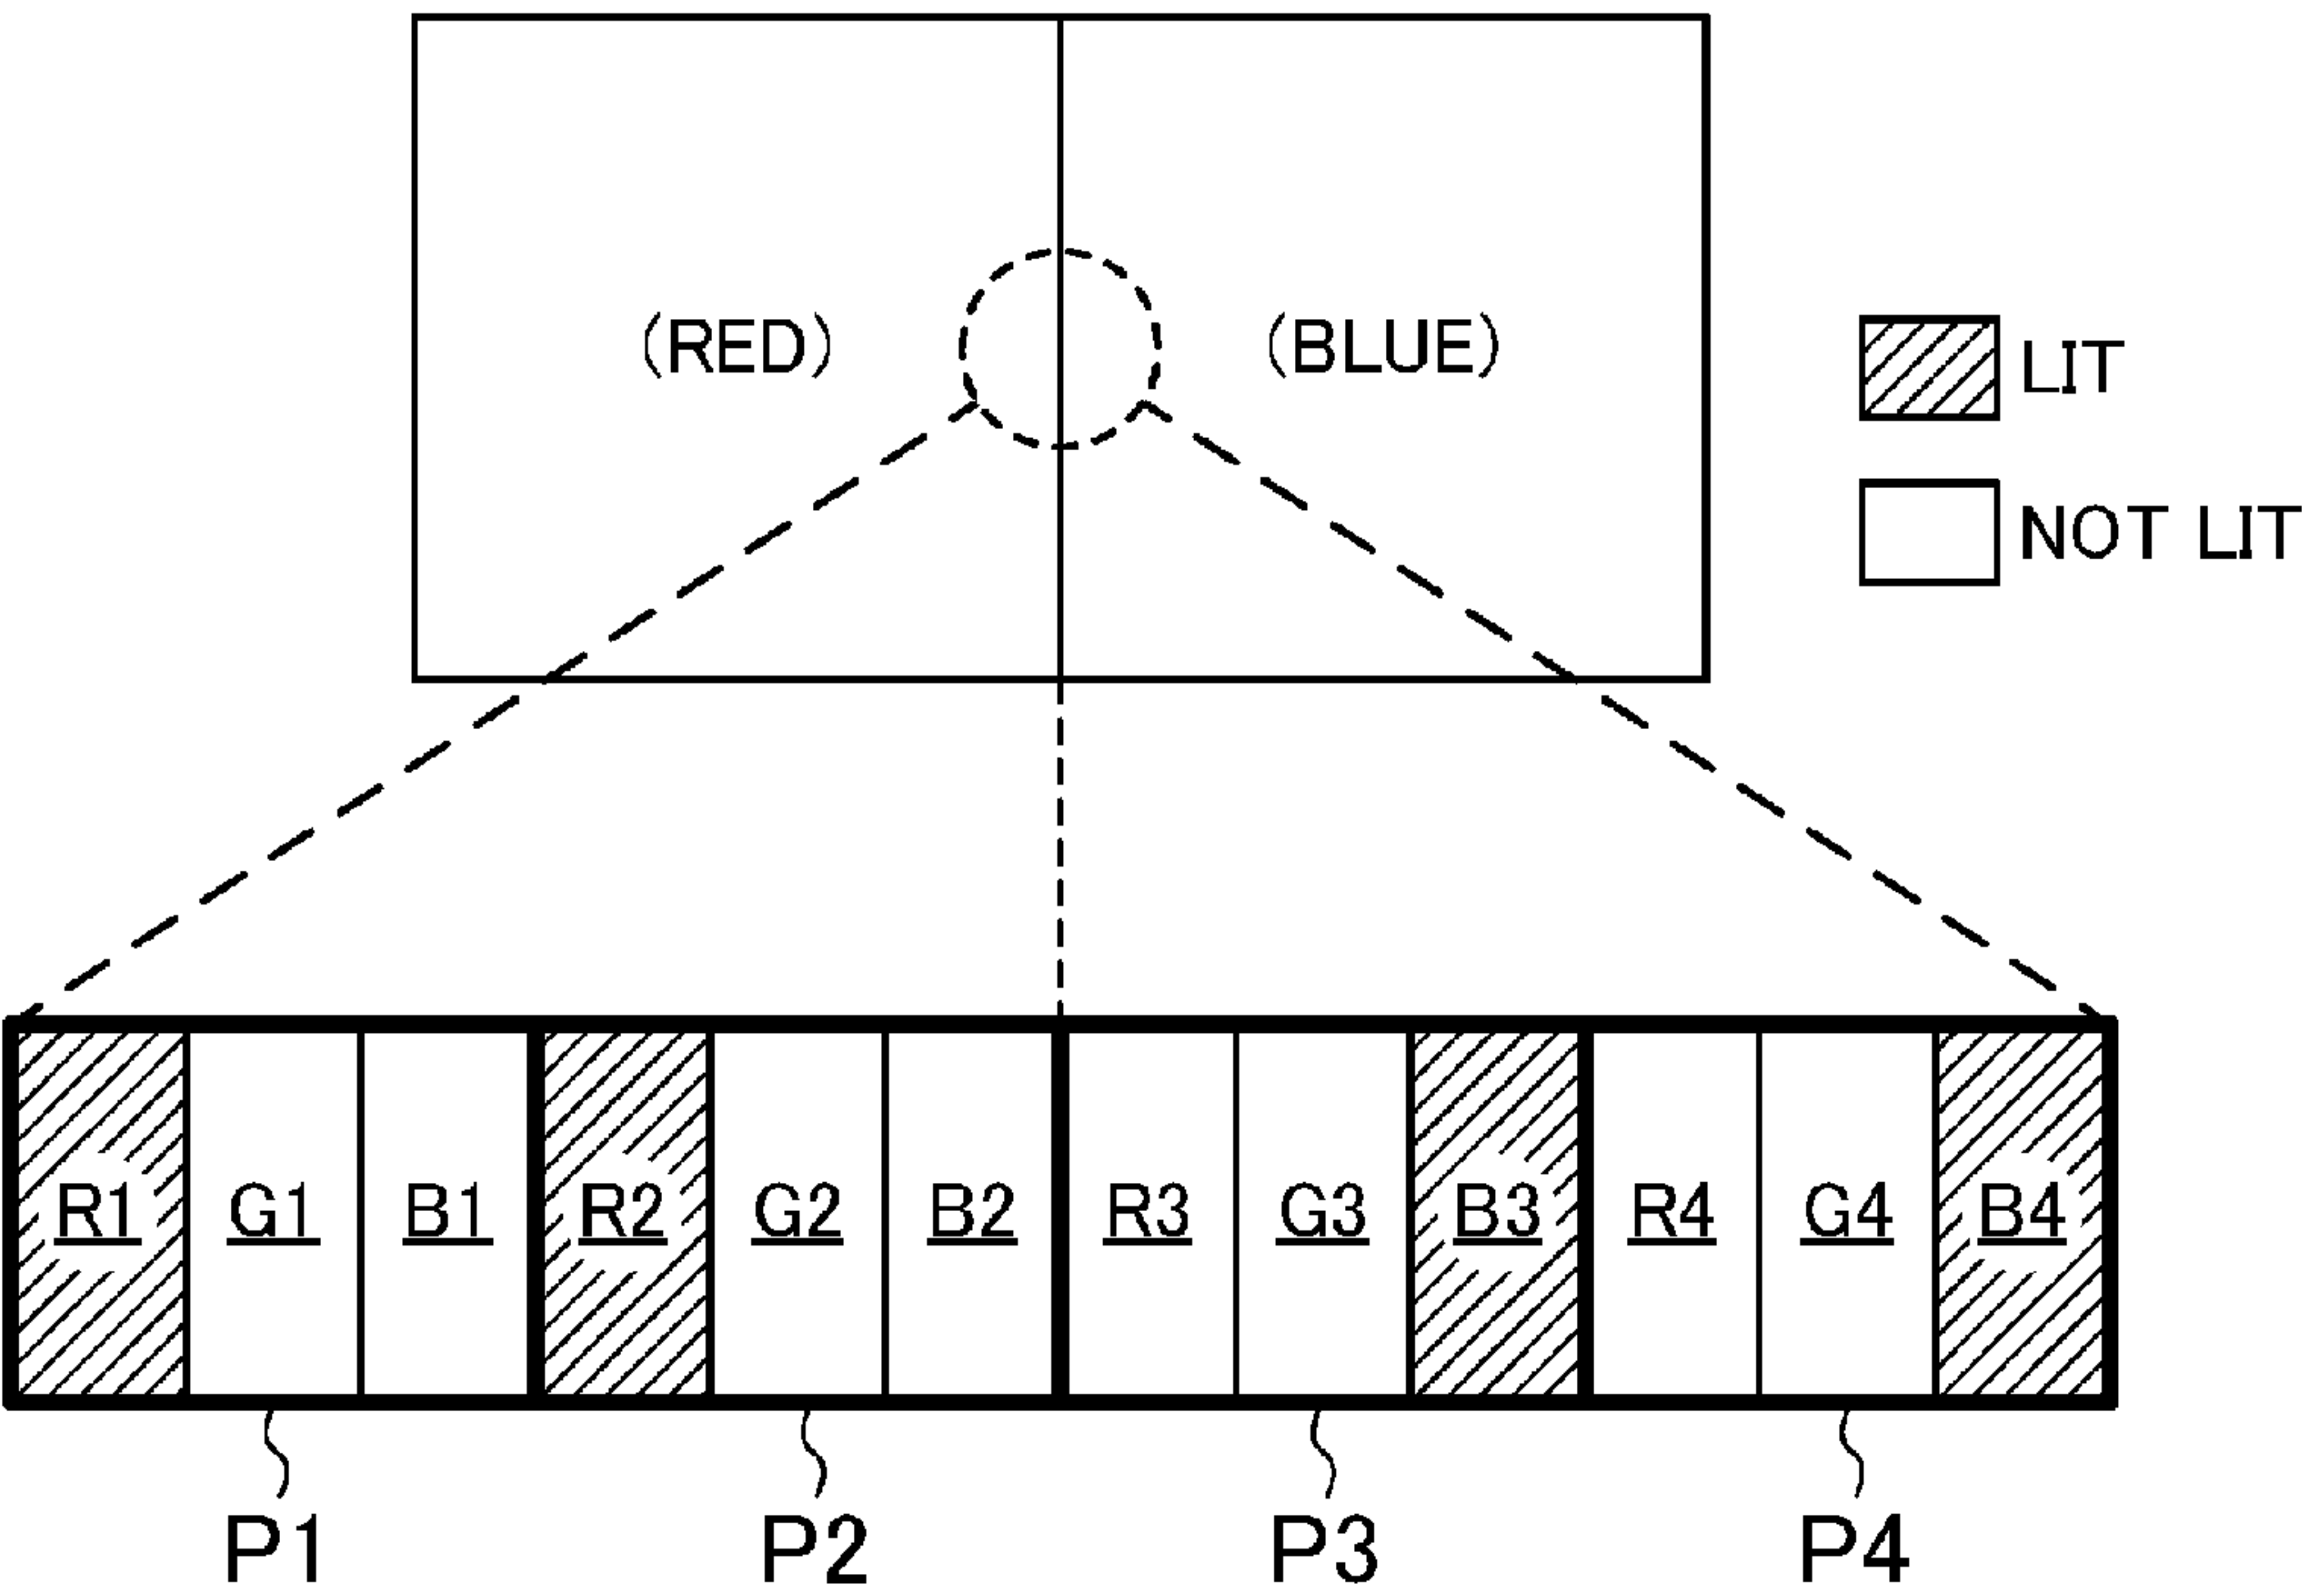 (RED)
(BLUE)
LIT
NOT LIT
R1 G1 B1 R2 G2 B2 R3 G3 B3 R4 G4 B4
P1 P2 P3 P4